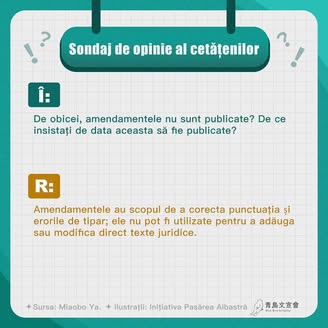 Sondaj de opinie al cetățenilor
Î:
De obicei, amendamentele nu sunt publicate? De ce
insistați de data aceasta să fie publicate?
R:
Amendamentele au scopul de a corecta punctuația și
erorile de tipar; ele nu pot fi utilizate pentru a adăuga
sau modifica direct texte juridice.
Sursa: Miaobo Ya. Ilustrații: Inițiativa Pasărea Albastră
青鳥文宣會